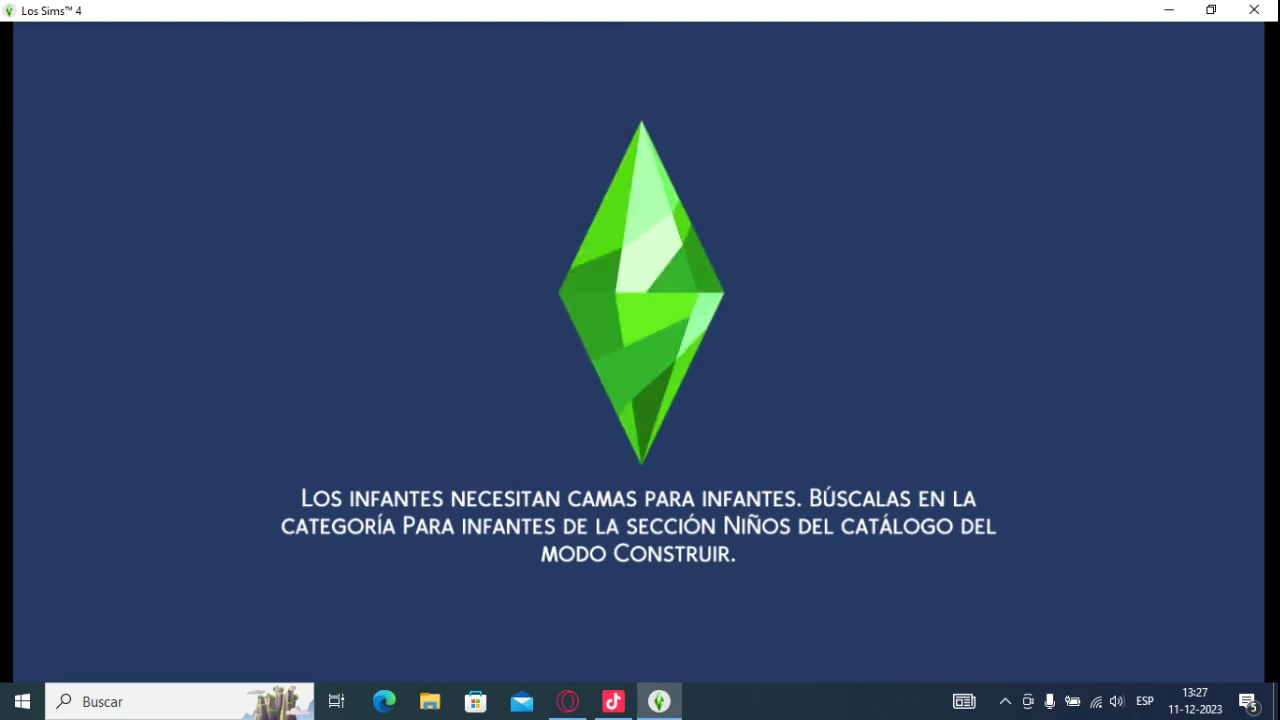 Los Sims™ 4
Los infantes necesitan camas para infantes. Búscalas en la
categoría Para infantes de la sección Niños del catálogo del
modo Construir.
Buscar
ESP
13:27
11-12-2023
5